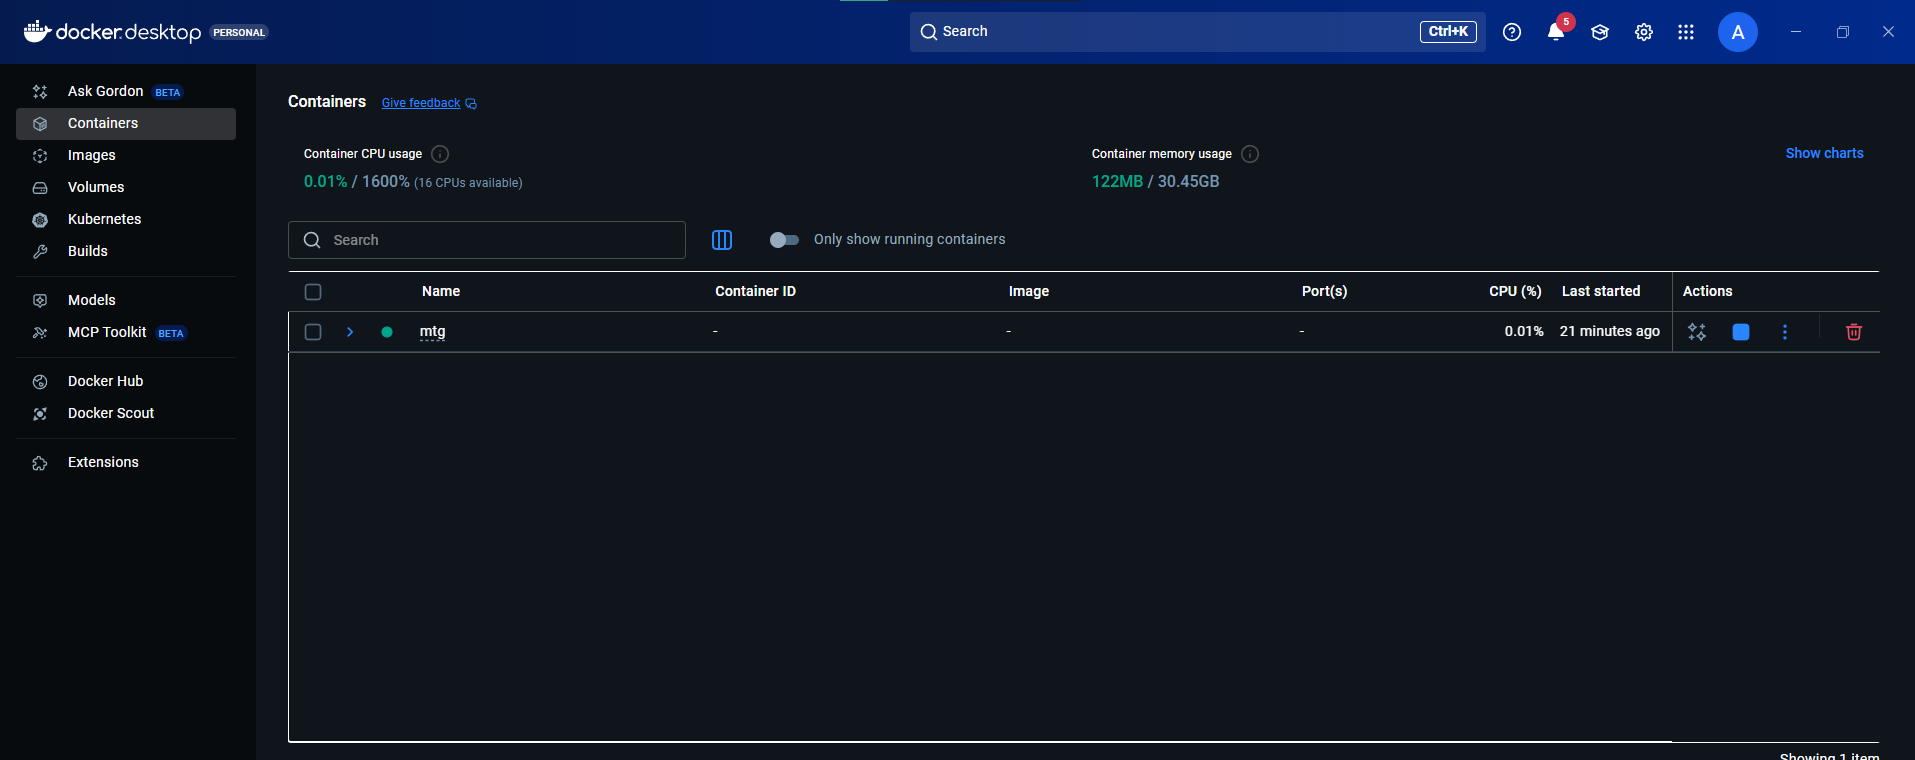 docker.desktop PERSONAL
Search Ctrl+K
5
A
Ask Gordon BETA
Containers
Images
Volumes
Kubernetes
Builds
Models
MCP Toolkit BETA
Docker Hub
Docker Scout
Extensions
Containers Give feedback
Container CPU usage
0.01% / 1600% (16 CPUs available)
Container memory usage
122MB / 30.45GB
Show charts
Search
Only show running containers
Name Container ID Image Port(s) CPU (%) Last started Actions
mtg - - - 0.01% 21 minutes ago
Showing 1 item